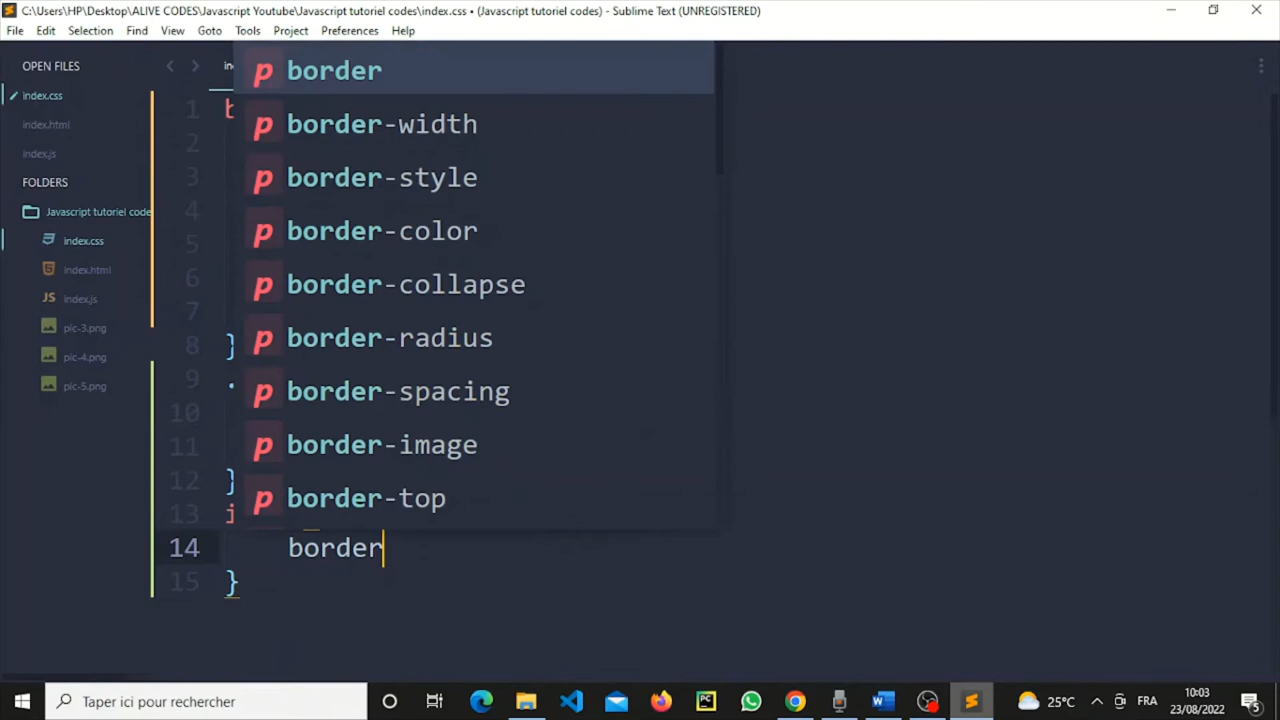 C:\Users\HP\Desktop\ALIVE CODES\Javascript Youtube\Javascript tutoriel codes\index.css • (Javascript tutoriel codes) - Sublime Text (UNREGISTERED)
File Edit Selection Find View Goto Tools Project Preferences Help
OPEN FILES
index.css
index.html
index.js
FOLDERS
Javascript tutoriel code
index.css
index.html
JS index.js
pic-3.png
pic-4.png
pic-5.png
in
p border
p border-width
p border-style
p border-color
p border-collapse
p border-radius
p border-spacing
p border-image
p border-top
1 b
2
3
4
5
6
7
8 }
9 .
10
11
12 }
13 i
14 border
15 }
Taper ici pour rechercher
PC
W
25°C
FRA
10:03
23/08/2022
5